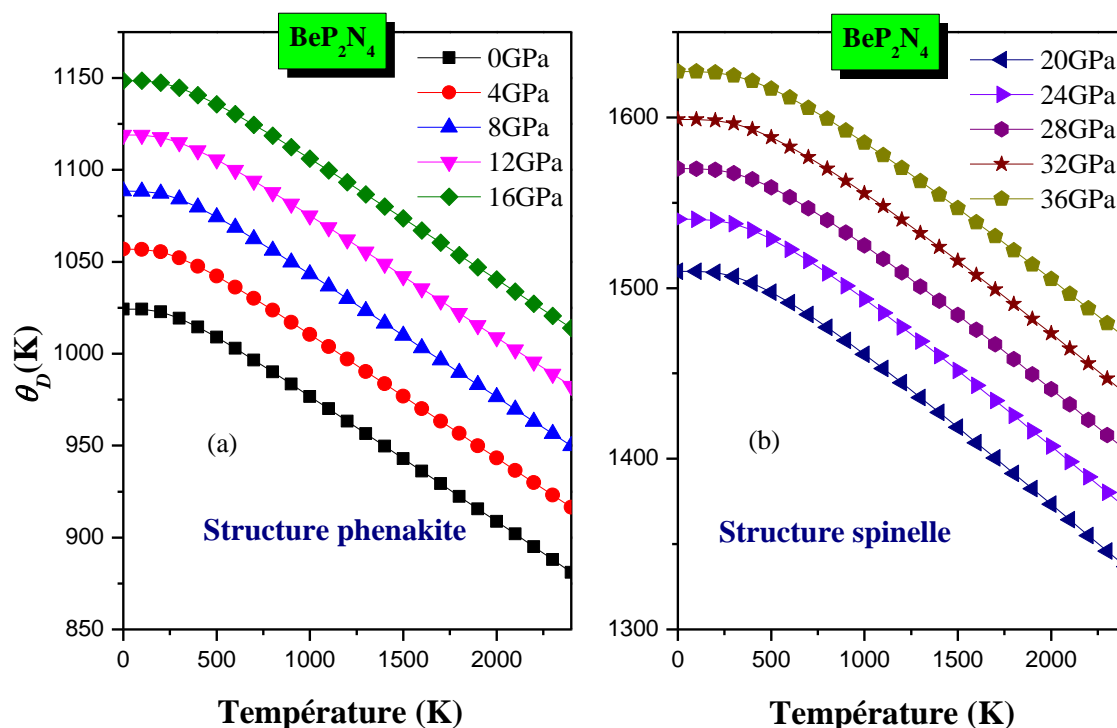 BeP₂N₄
0GPa
4GPa
8GPa
12GPa
16GPa
1150
1100
1050
1000
950
900
850
θ_D(K)
(a)
Structure phenakite
0 500 1000 1500 2000
Température (K)
BeP₂N₄
20GPa
24GPa
28GPa
32GPa
36GPa
1600
1500
1400
1300
(b)
Structure spinelle
0 500 1000 1500 2000
Température (K)